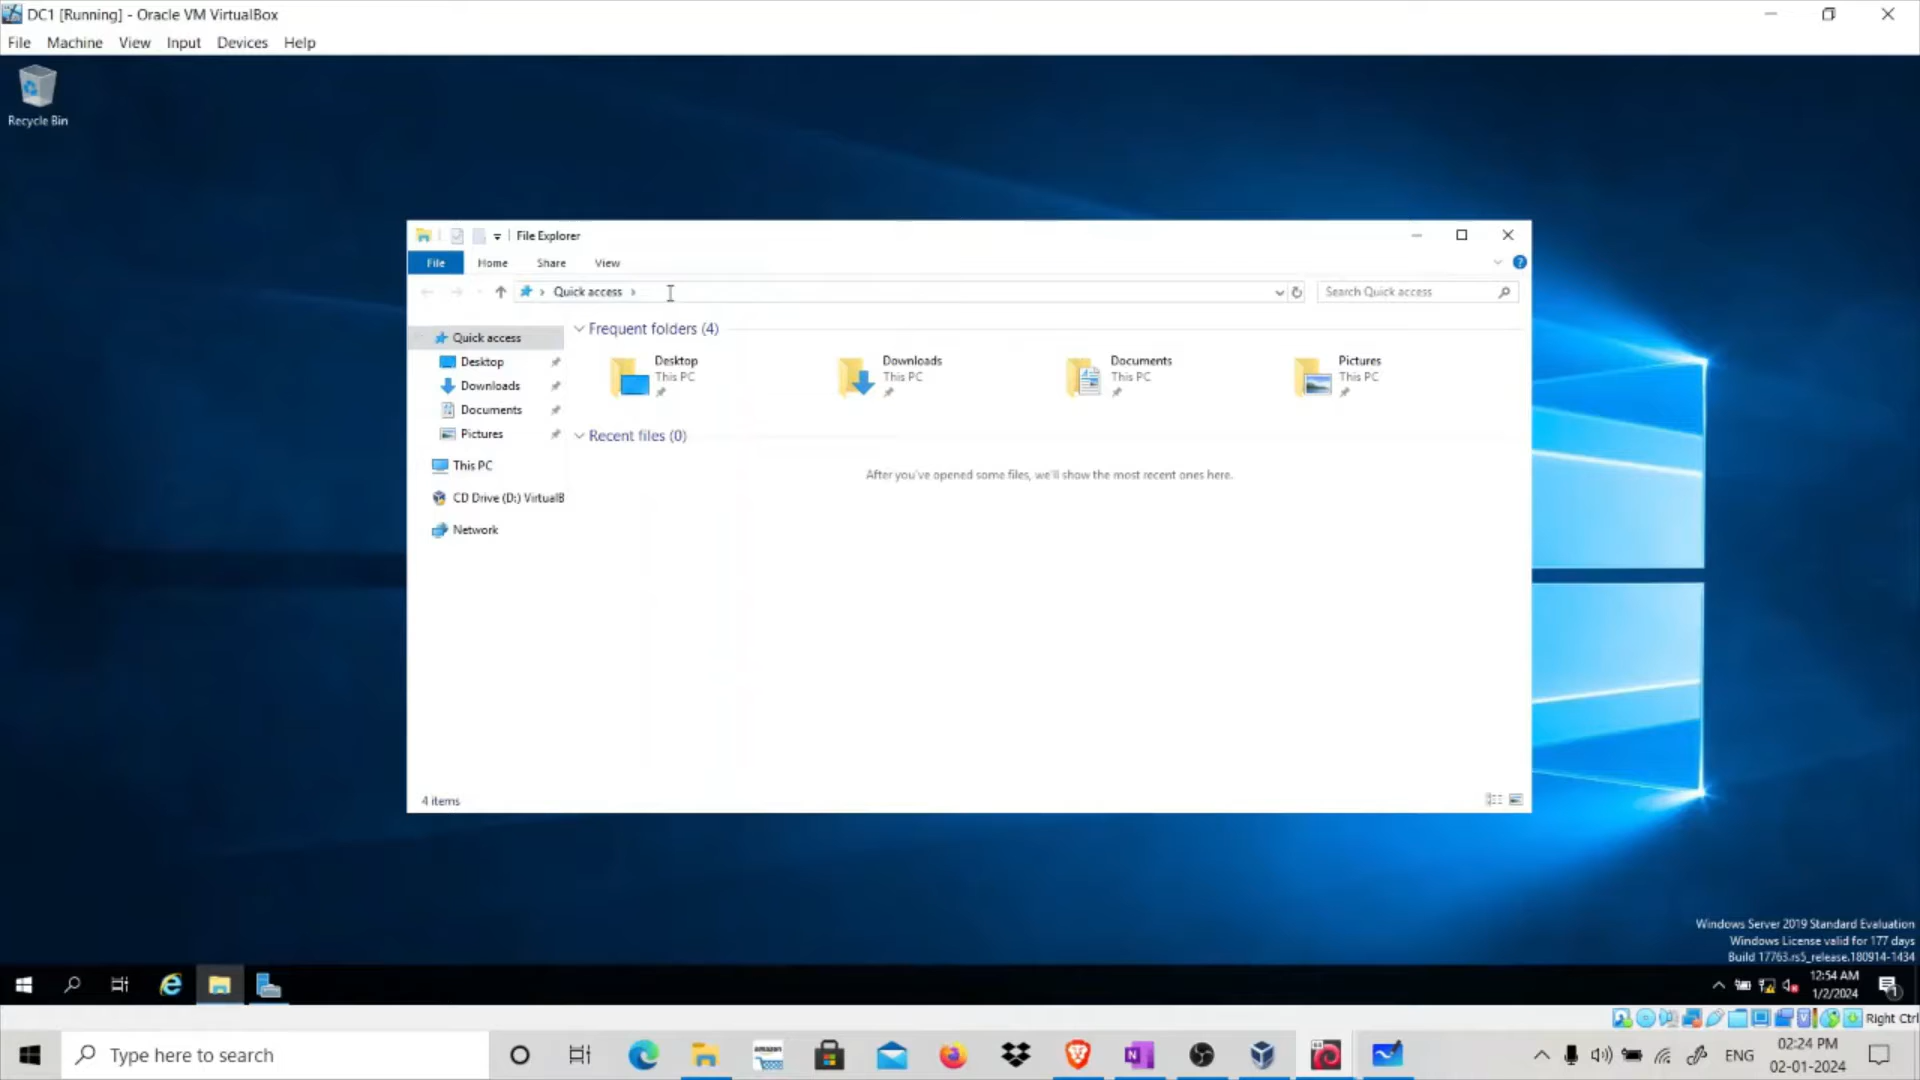 DC1 [Running] - Oracle VM VirtualBox
File Machine View Input Devices Help
Recycle Bin
File Explorer
File Home Share View
Quick access
Search Quick access
Quick access
Desktop
Downloads
Documents
Pictures
This PC
CD Drive (D:) VirtualB
Network
Frequent folders (4)
Desktop
This PC
Downloads
This PC
Documents
This PC
Pictures
This PC
Recent files (0)
After you've opened some files, we'll show the most recent ones here.
4 items
Windows Server 2019 Standard Evaluation
Windows License valid for 177 days
Build 17763.rs5_release.180914-1434
12:54 AM
1/2/2024
1
Right Ctrl
Type here to search
amazon
N
ENG
02:24 PM
02-01-2024